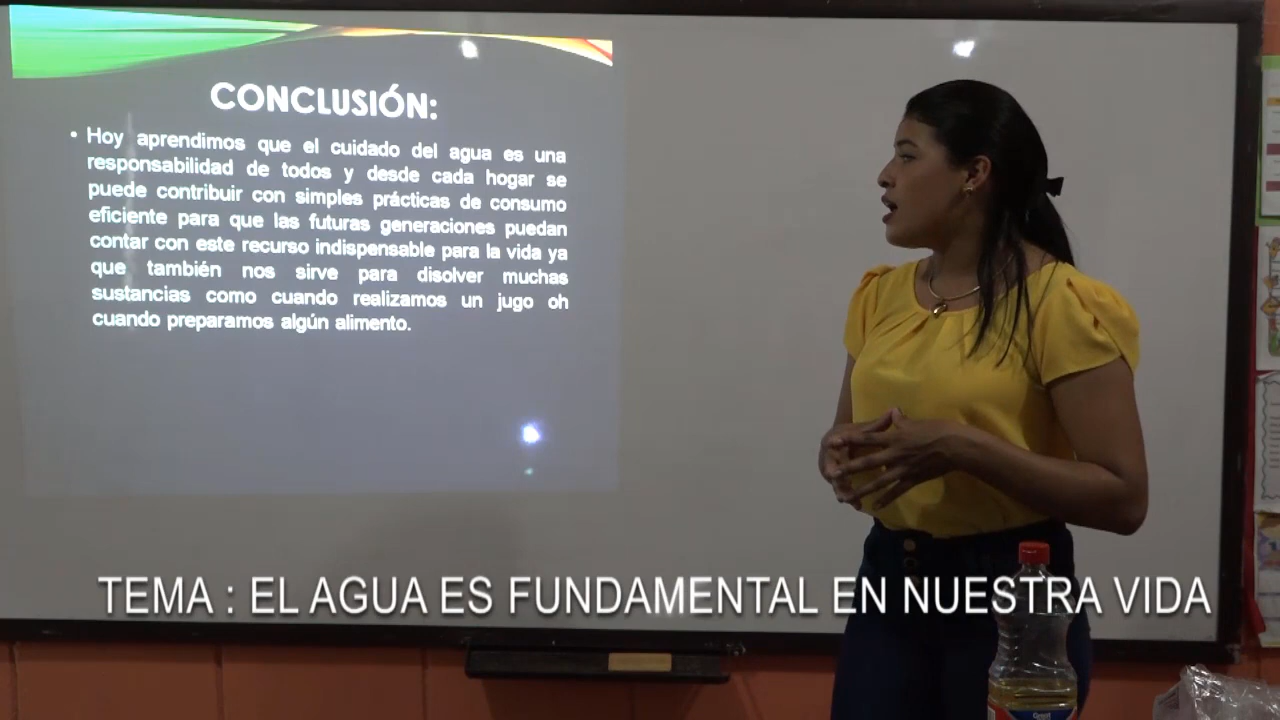 CONCLUSIÓN:
• Hoy aprendimos que el cuidado del agua es una
responsabilidad de todos y desde cada hogar se
puede contribuir con simples prácticas de consumo
eficiente para que las futuras generaciones puedan
contar con este recurso indispensable para la vida ya
que también nos sirve para disolver muchas
sustancias como cuando realizamos un jugo oh
cuando preparamos algún alimento.
TEMA : EL AGUA ES FUNDAMENTAL EN NUESTRA VIDA